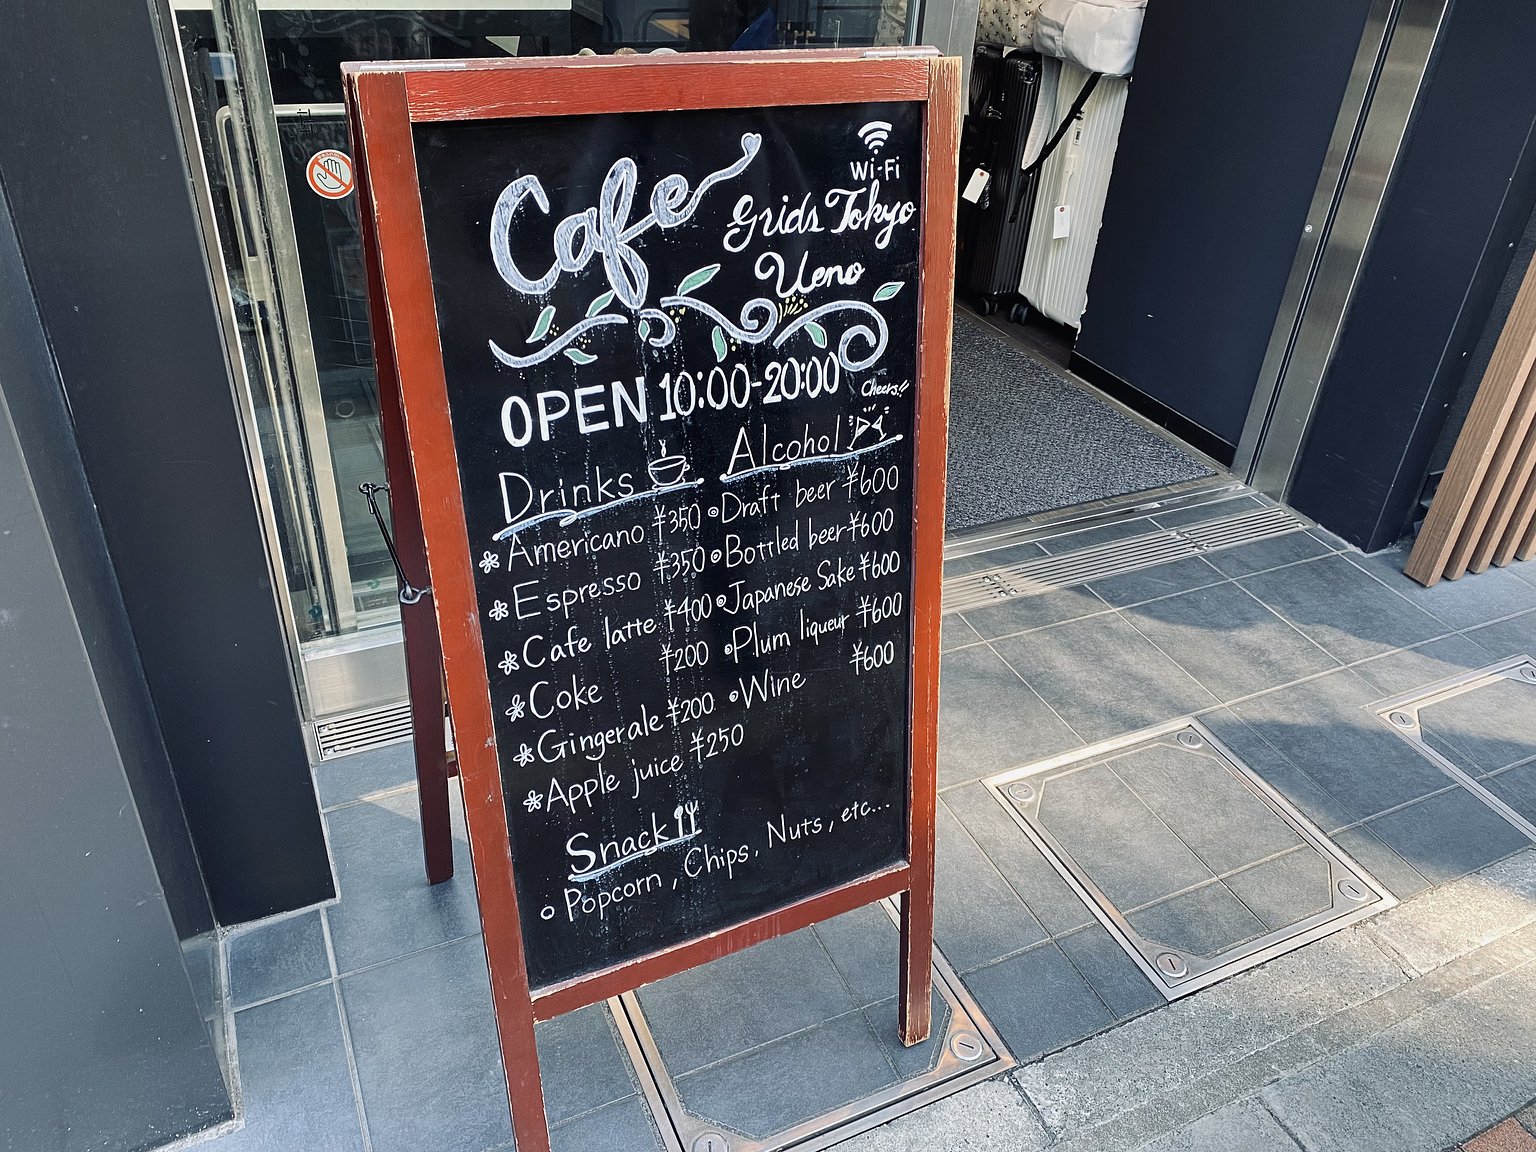 Cafe
Wi-Fi
Grids Tokyo
Ueno
OPEN 10:00-20:00
Cheers!!
Drinks
Americano ¥350
Espresso ¥350
Cafe latte ¥400
Coke ¥200
Gingerale ¥200
Apple juice ¥250
Alcohol
Draft beer ¥600
Bottled beer ¥600
Japanese Sake ¥600
Plum liqueur ¥600
Wine ¥600
Snack
Popcorn, Chips, Nuts, etc...